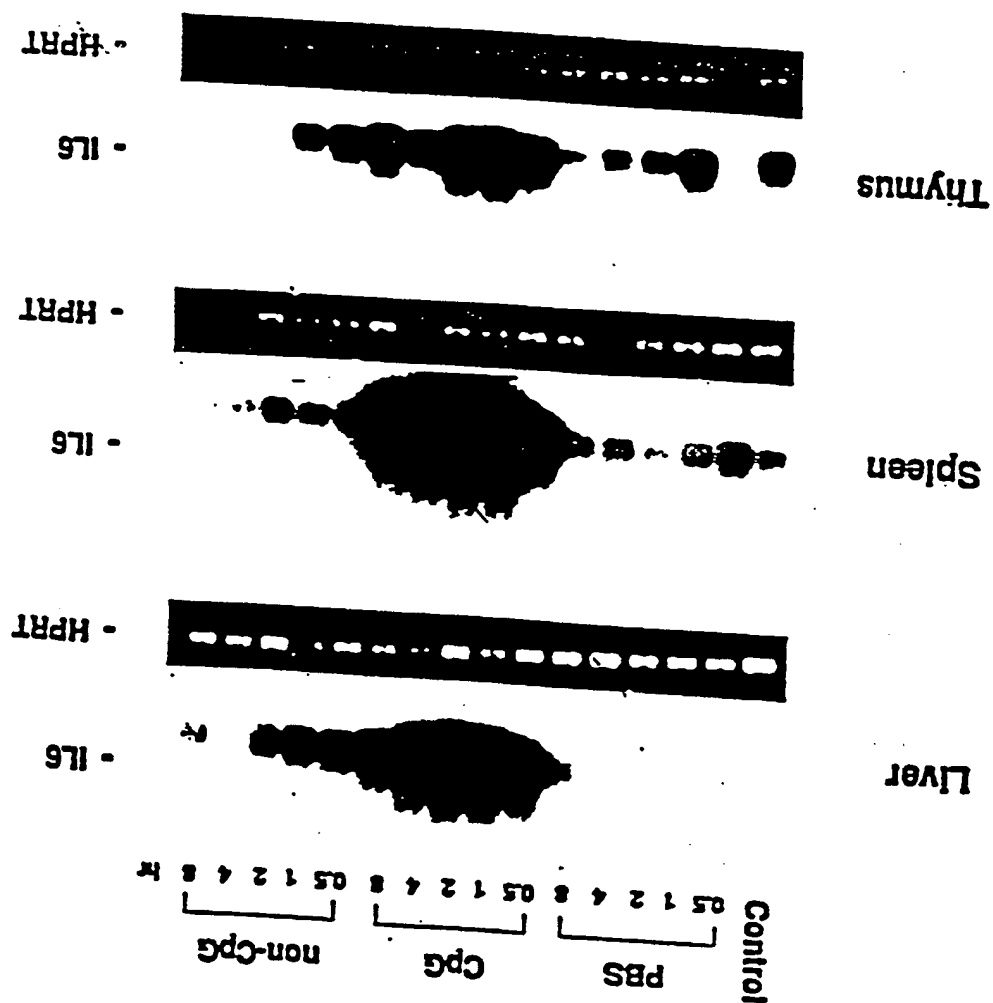 Control PBS CpG non-CpG
0.5 1 2 4 8 0.5 1 2 4 8 0.5 1 2 4 8 hr
Liver - IL6
- HPRT
Spleen - IL6
- HPRT
Thymus - IL6
- HPRT